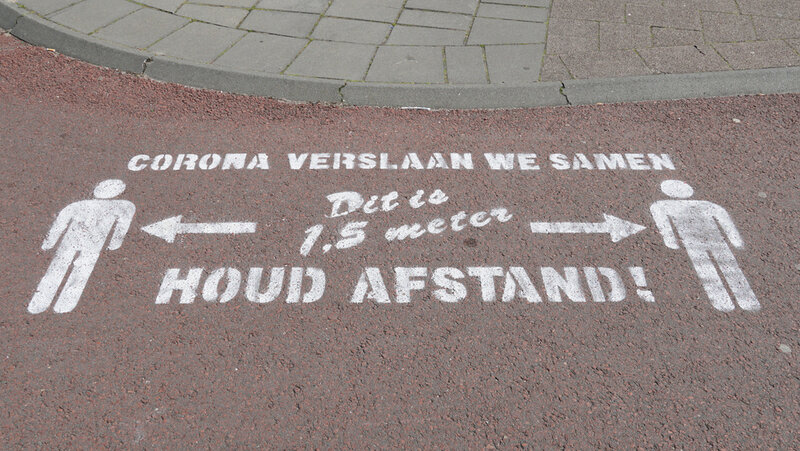 CORONA VERSLAAN WE SAMEN
Dit is
1,5 meter
HOUD AFSTAND!